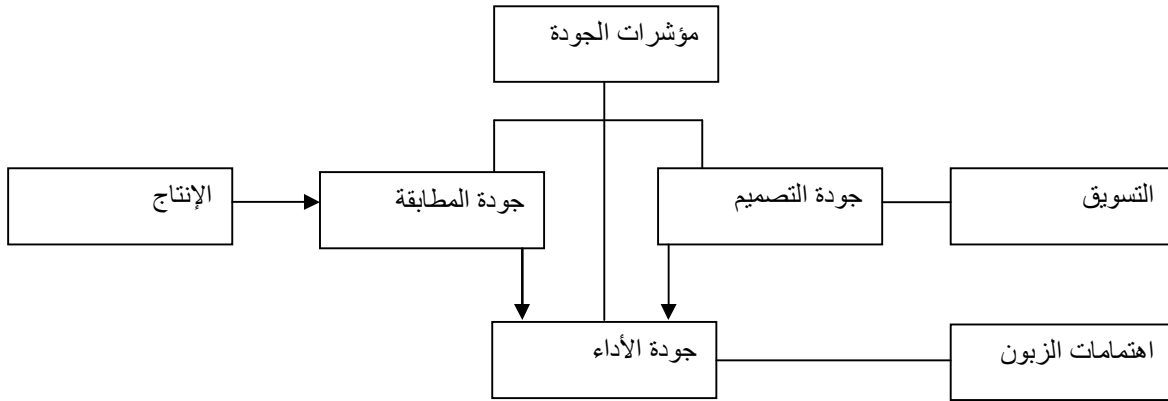 مؤشرات الجودة
التسويق
جودة التصميم
جودة المطابقة
الإنتاج
اهتمامات الزبون
جودة الأداء